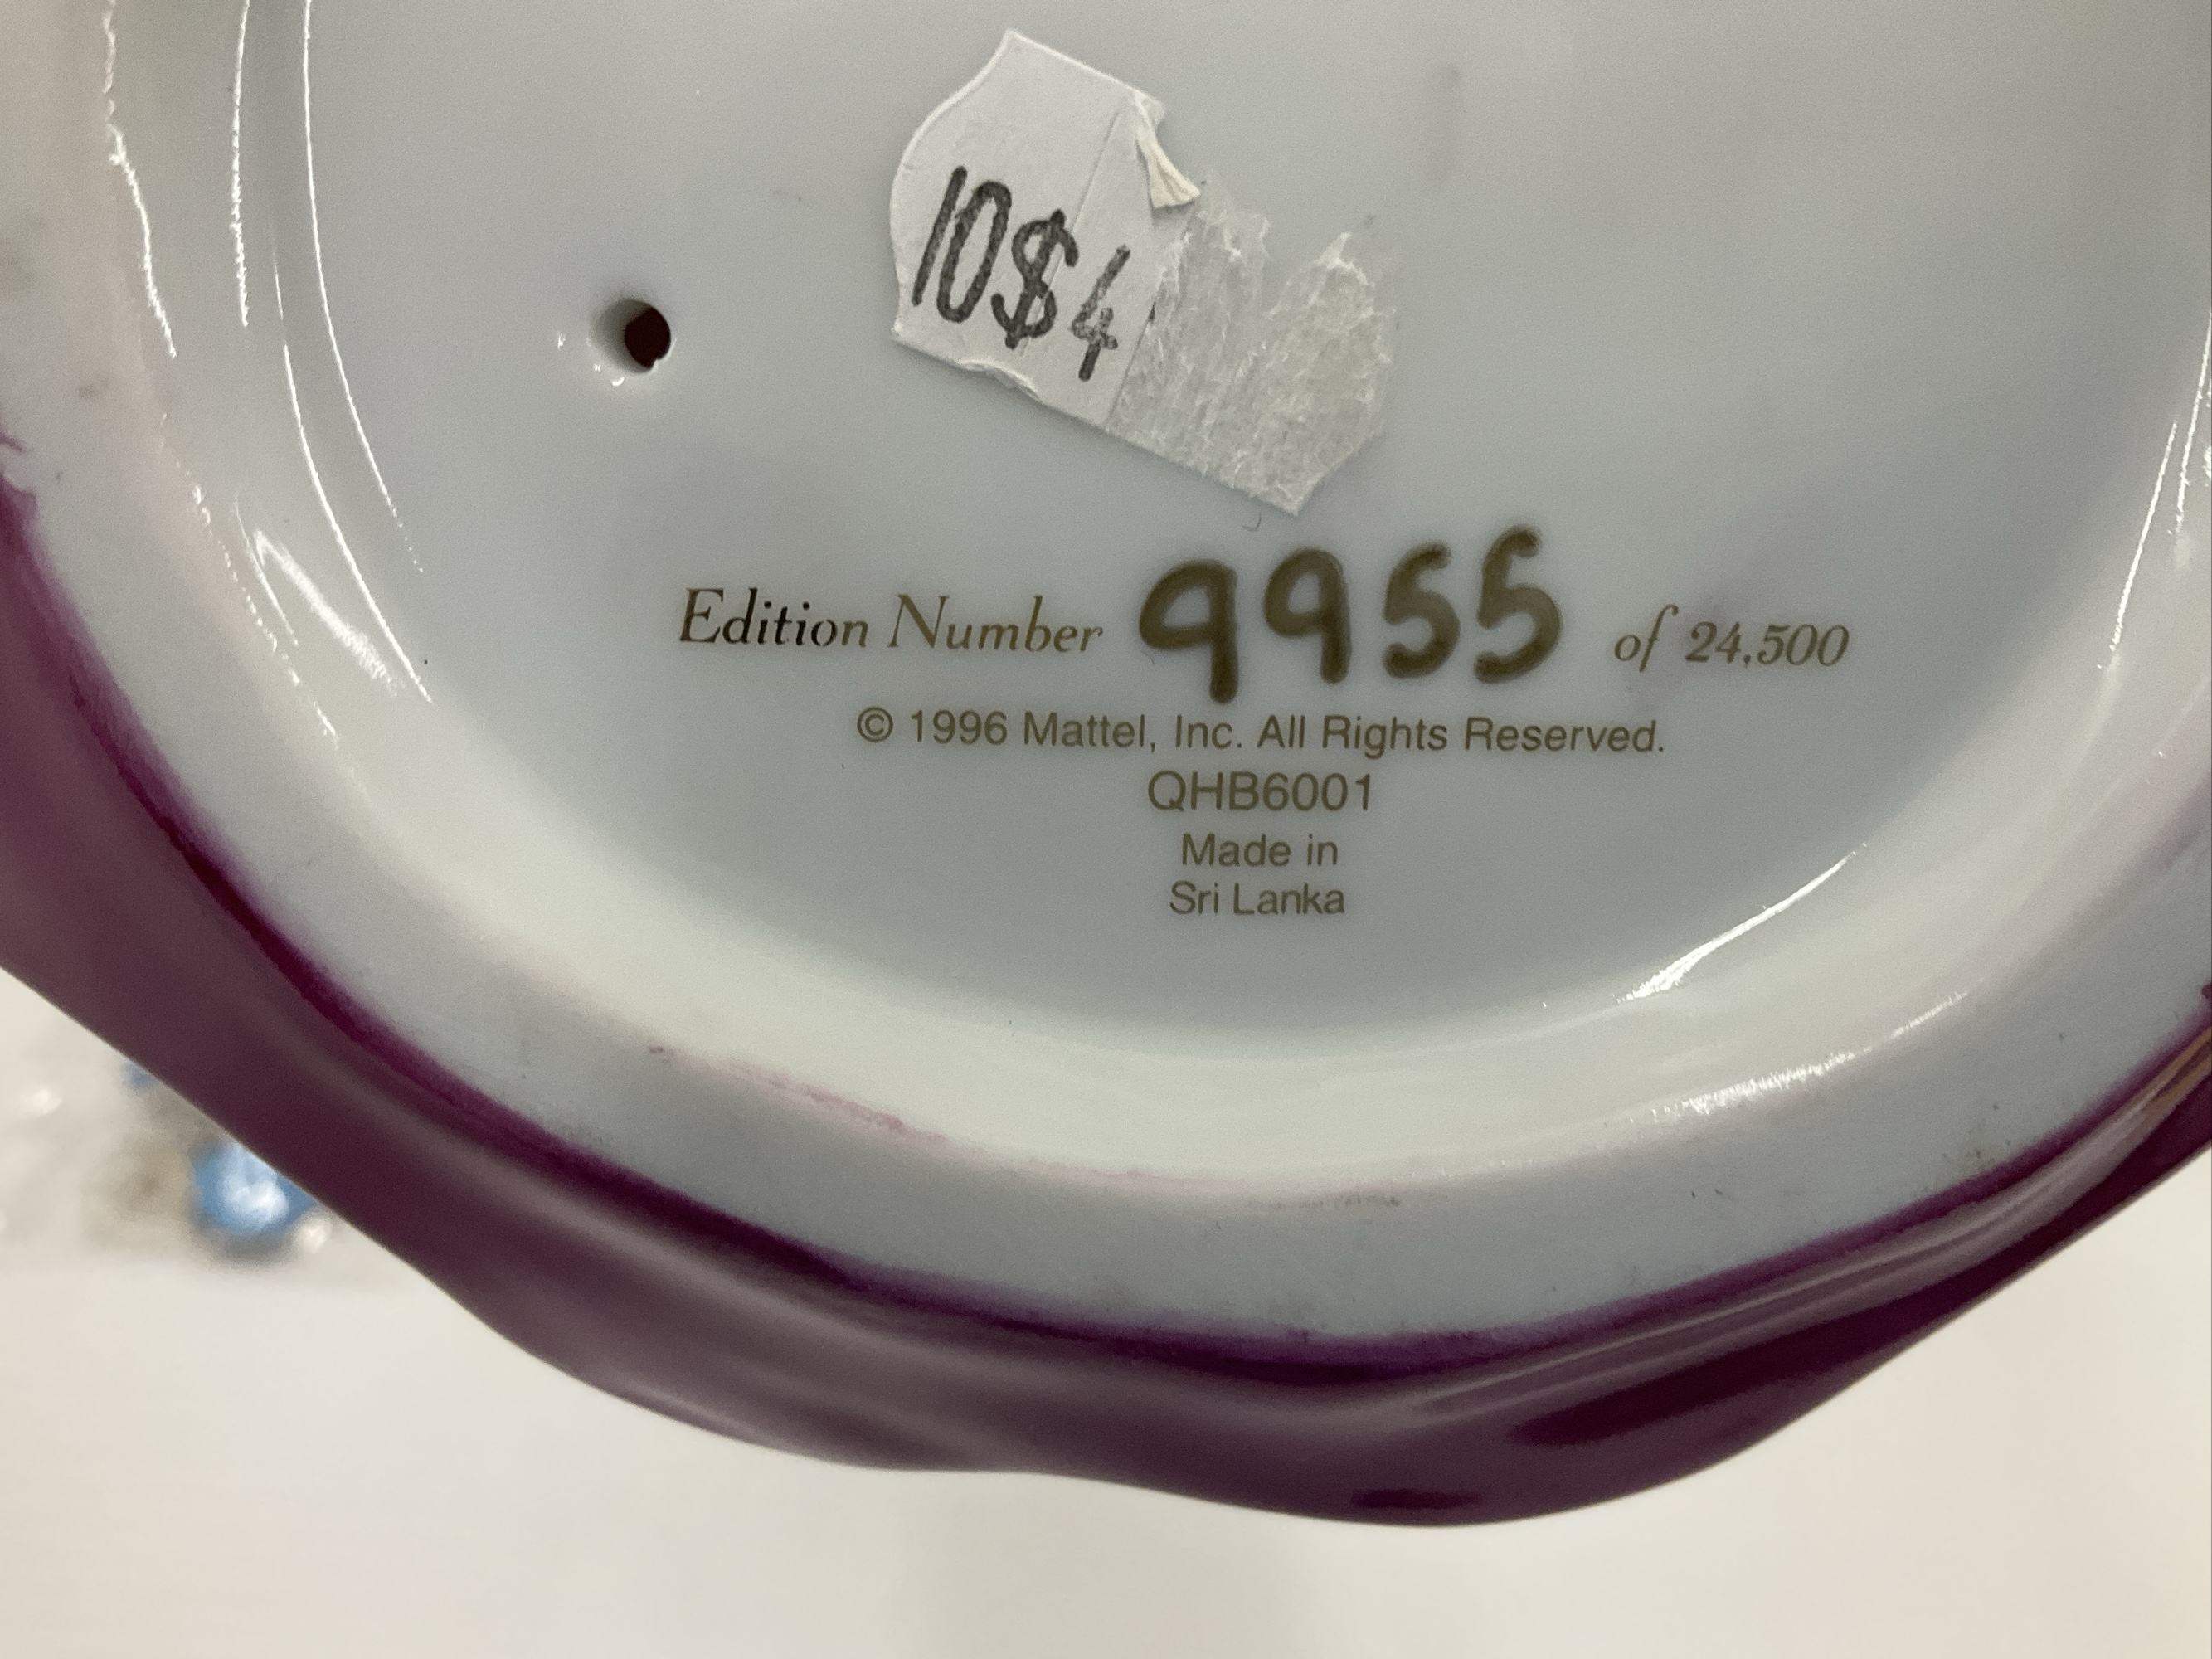 10$4
Edition Number 9955 of 24,500
© 1996 Mattel, Inc. All Rights Reserved.
QHB6001
Made in
Sri Lanka